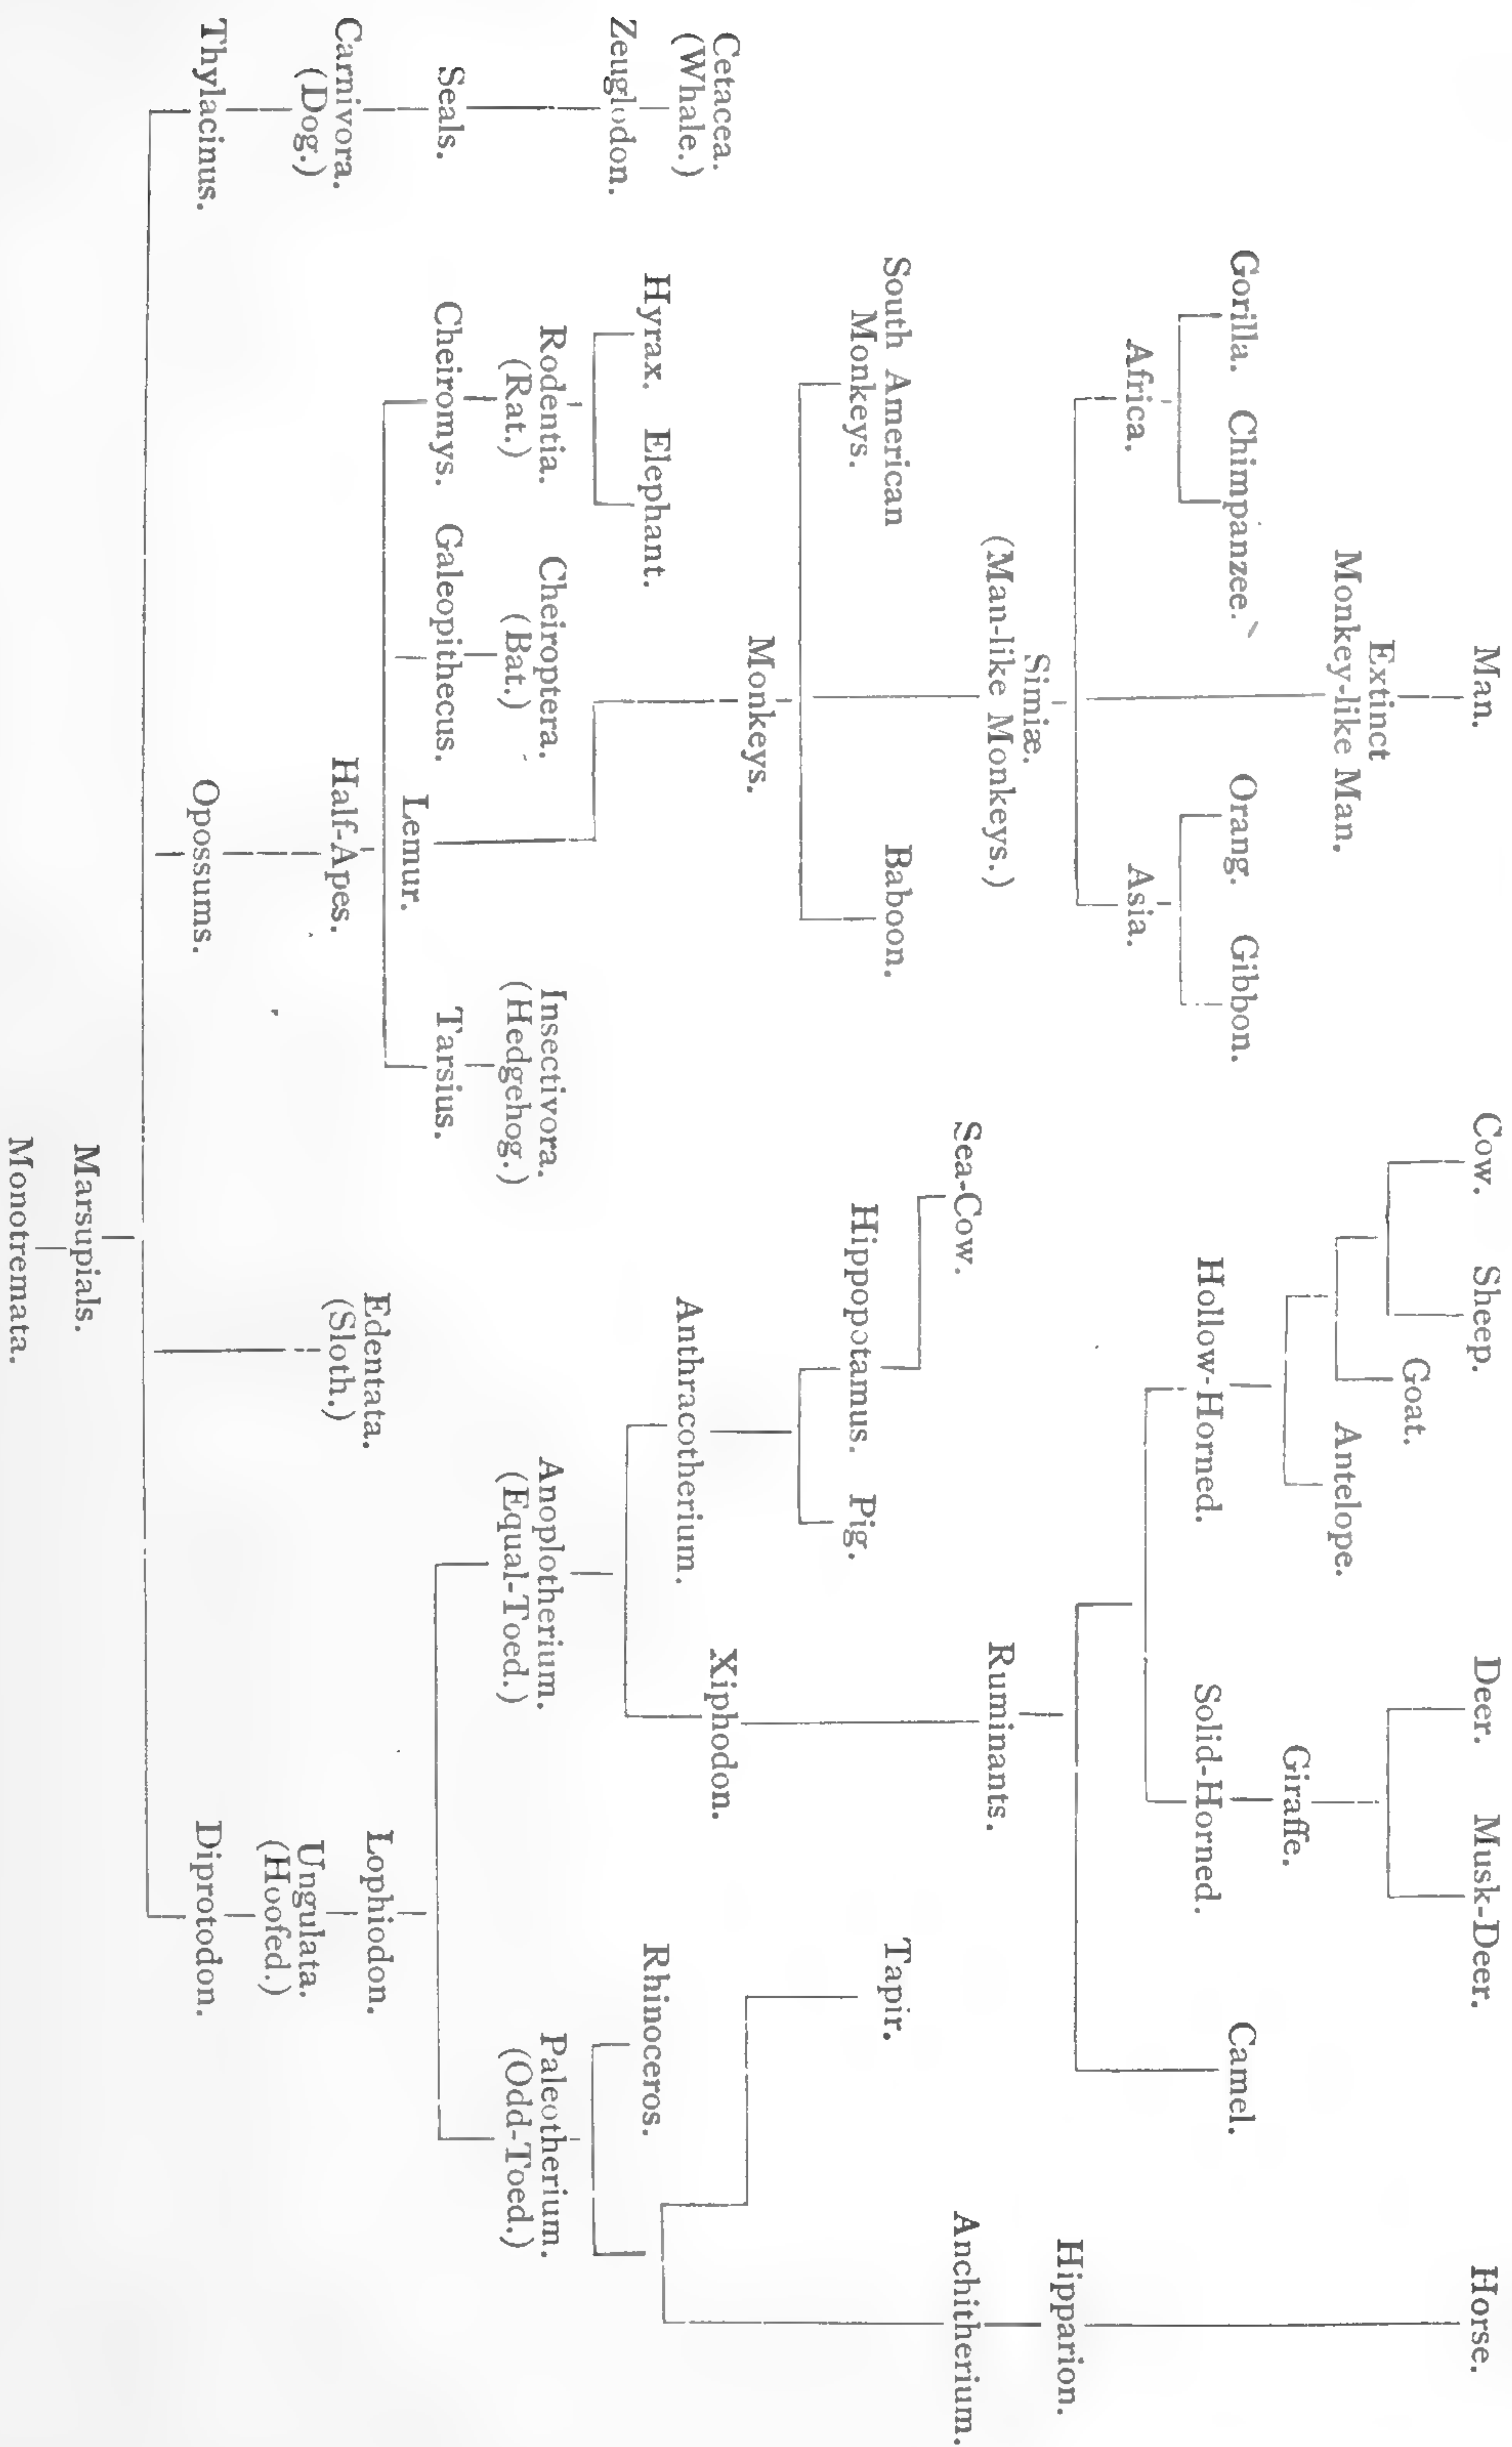 Man.
Cow. Sheep.
Deer. Musk-Deer.
Horse.
Goat.
Extinct
Monkey-like Man.
Antelope.
Giraffe.
Gorilla. Chimpanzee.
Orang. Gibbon.
Hollow-Horned.
Solid-Horned.
Camel.
Africa.
Asia.
Simiæ.
(Man-like Monkeys.)
Hipparion.
Ruminants.
Sea-Cow.
Anchitherium.
South American
Monkeys.
Baboon.
Hippopotamus. Pig.
Tapir.
Monkeys.
Cetacea.
(Whale.)
Xiphodon.
Anthracotherium.
Zeuglodon.
Hyrax. Elephant.
Rhinoceros.
Rodentia.
(Rat.)
Cheiroptera.
(Bat.)
Insectivora.
(Hedgehog.)
Anoplotherium.
(Equal-Toed.)
Paleotherium.
(Odd-Toed.)
Seals.
Cheiromys. Galeopithecus.
Lemur.
Tarsius.
Carnivora.
(Dog.)
Half-Apes.
Edentata.
(Sloth.)
Lophiodon.
Ungulata.
(Hoofed.)
Thylacinus.
Opossums.
Diprotodon.
Marsupials.
Monotremata.